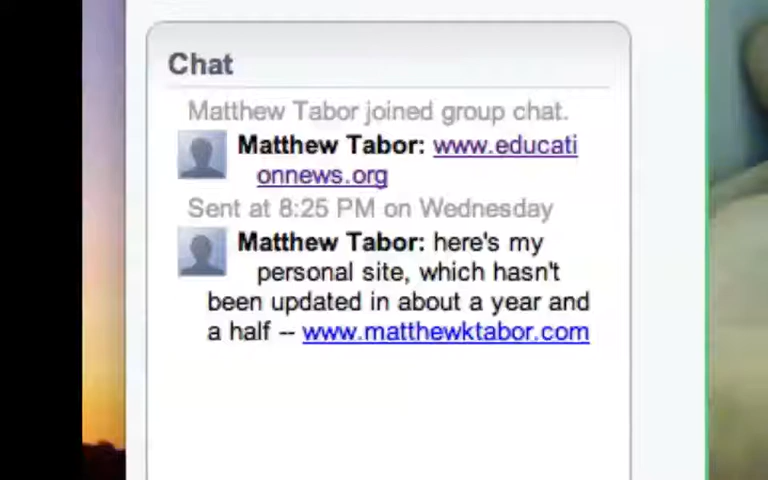 Chat
Matthew Tabor joined group chat.
Matthew Tabor: www.educati
onnews.org
Sent at 8:25 PM on Wednesday
Matthew Tabor: here's my
personal site, which hasn't
been updated in about a year and
a half -- www.matthewktabor.com